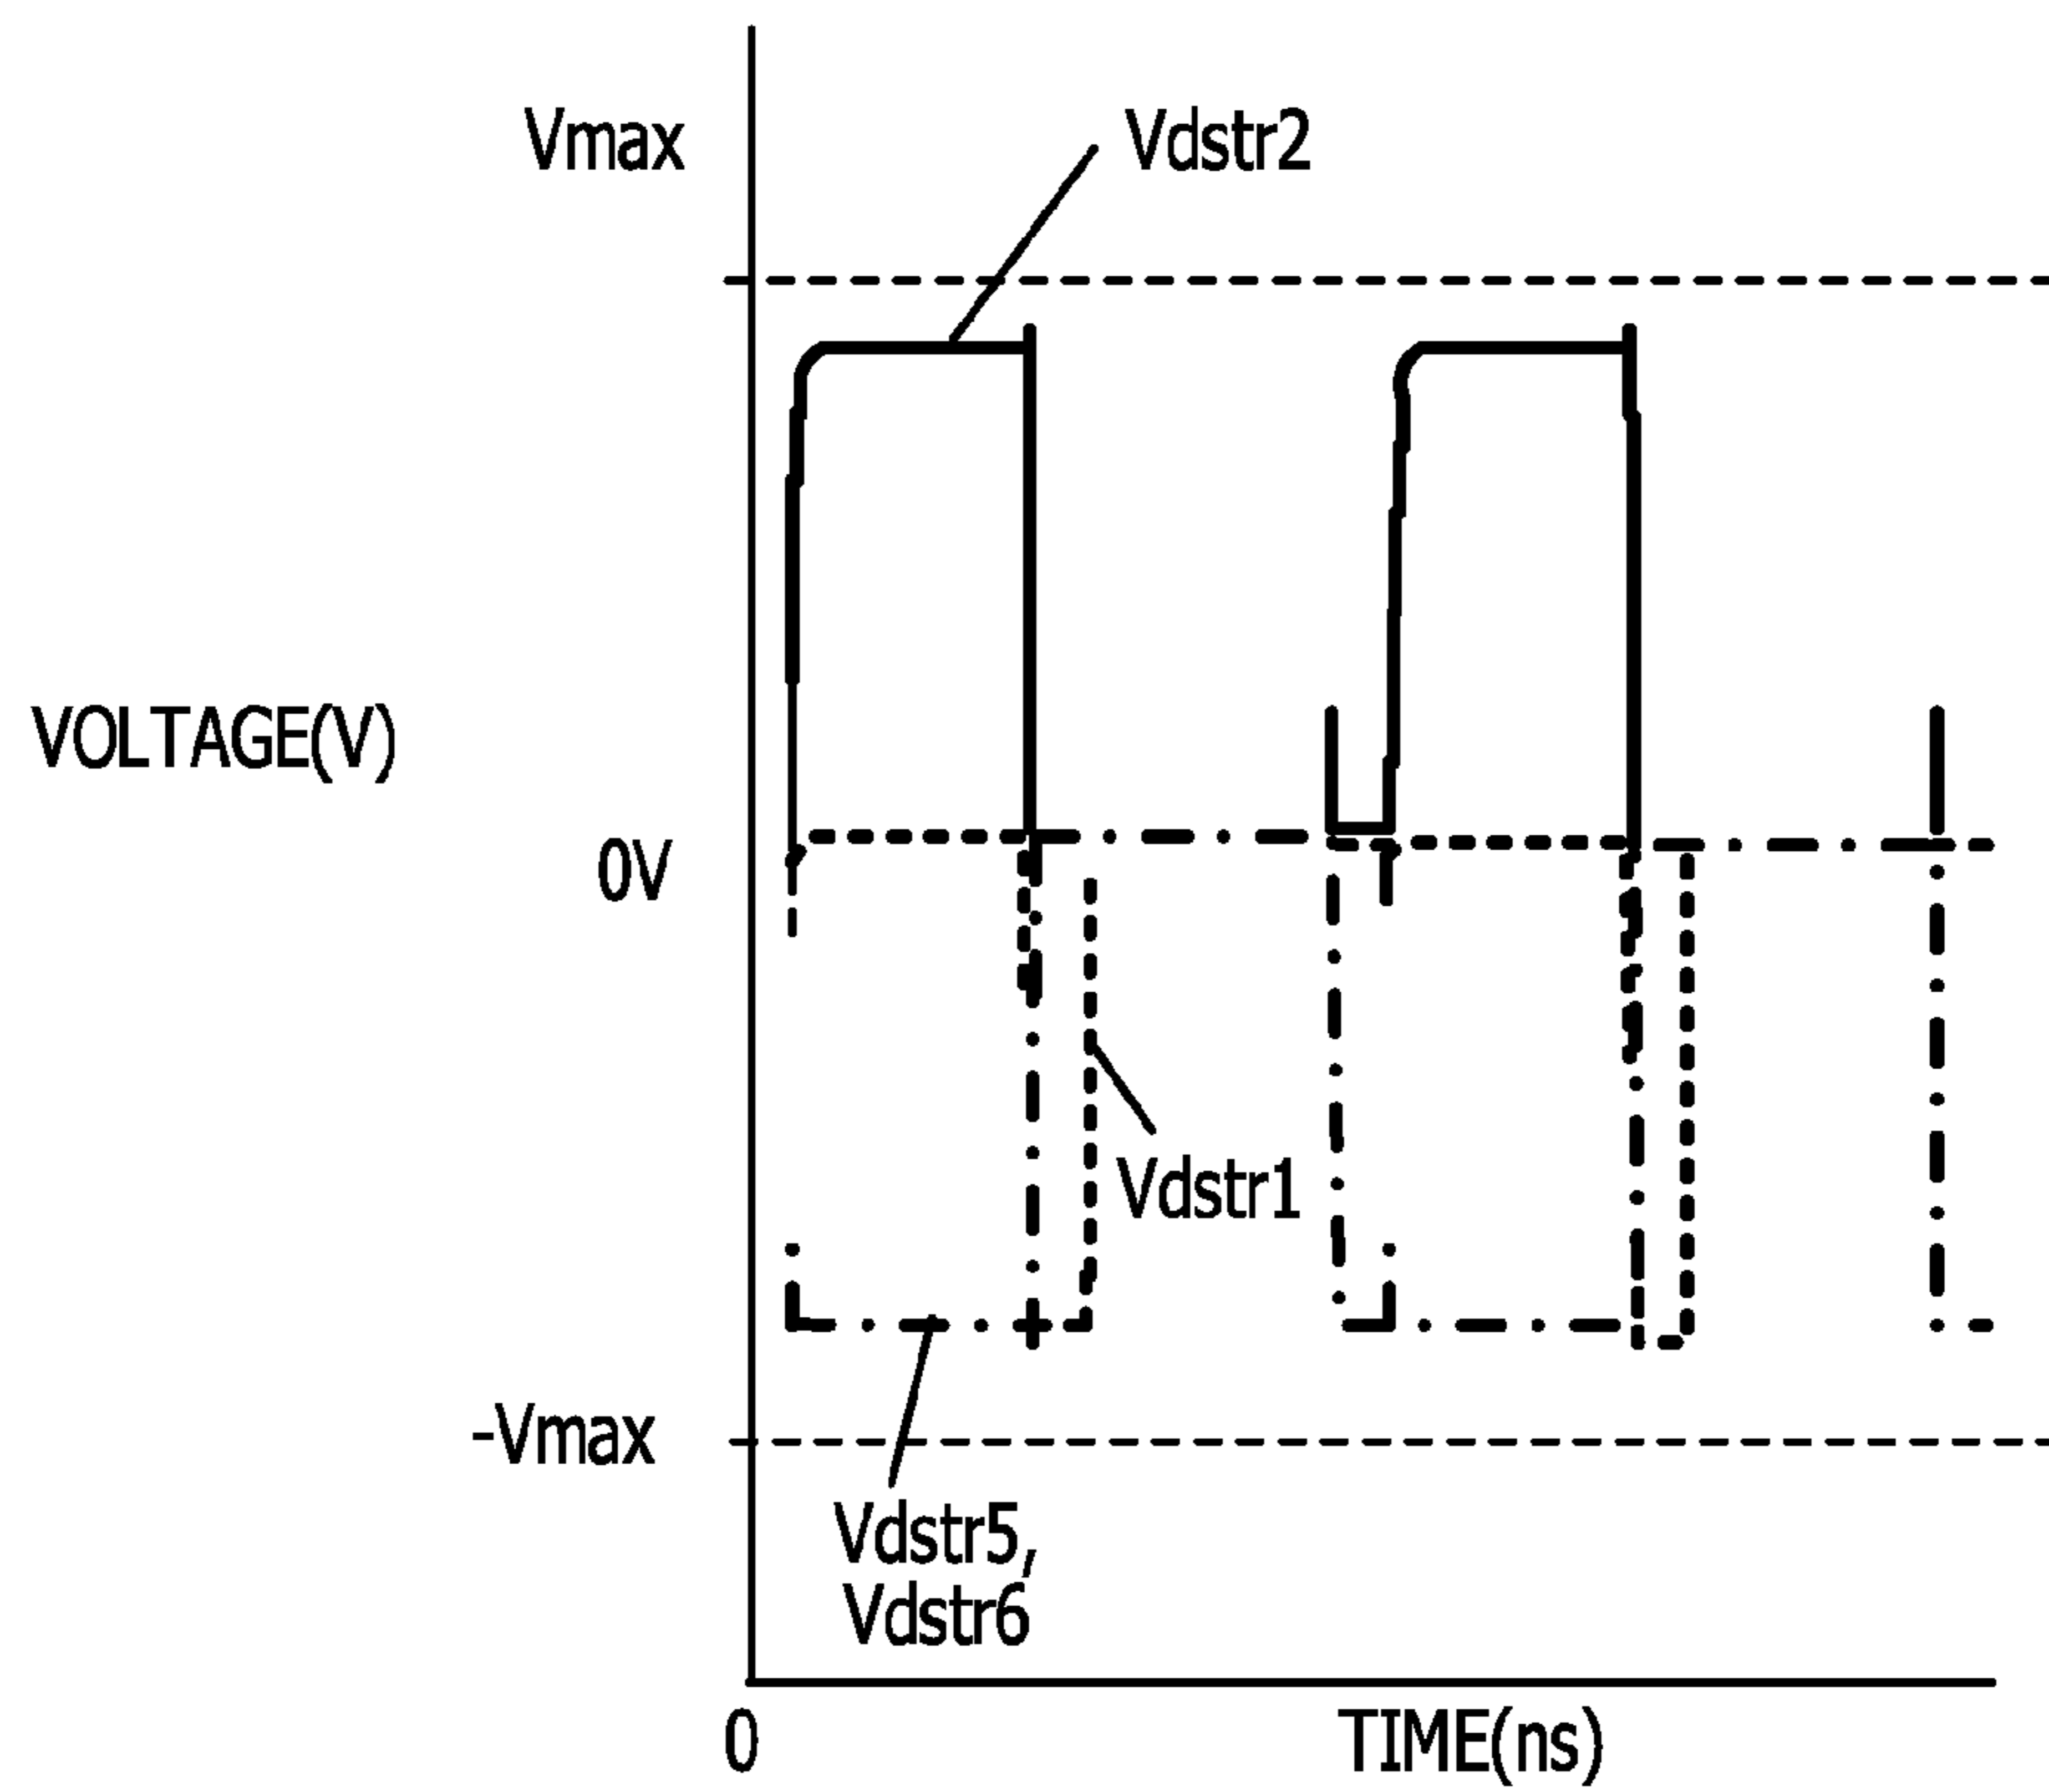 Vmax
Vdstr2
VOLTAGE(V)
0V
Vdstr1
-Vmax
Vdstr5,
Vdstr6
0
TIME(ns)